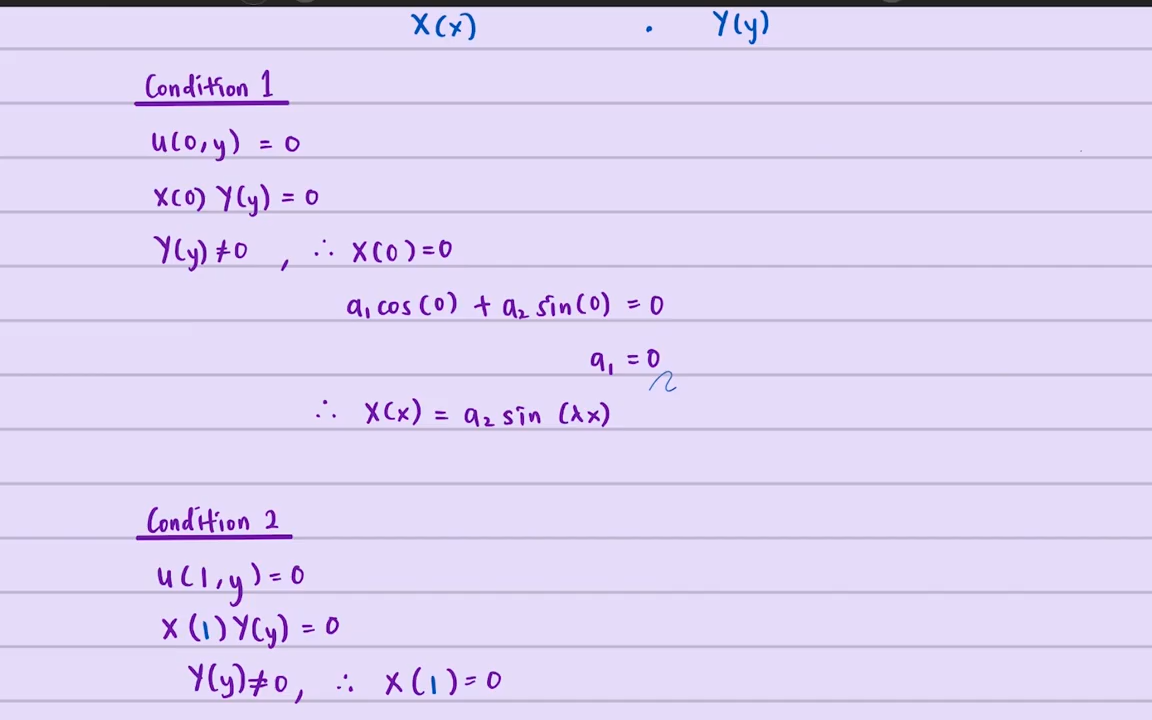 X(x) . Y(y)
Condition 1
u(0,y) = 0
X(0) Y(y) = 0
Y(y) ≠ 0 , ∴ X(0) = 0
a₁ cos(0) + a₂ sin(0) = 0
a₁ = 0
∴ X(x) = a₂ sin (λx)
Condition 2
u(1,y) = 0
X(1) Y(y) = 0
Y(y) ≠ 0, ∴ X(1) = 0